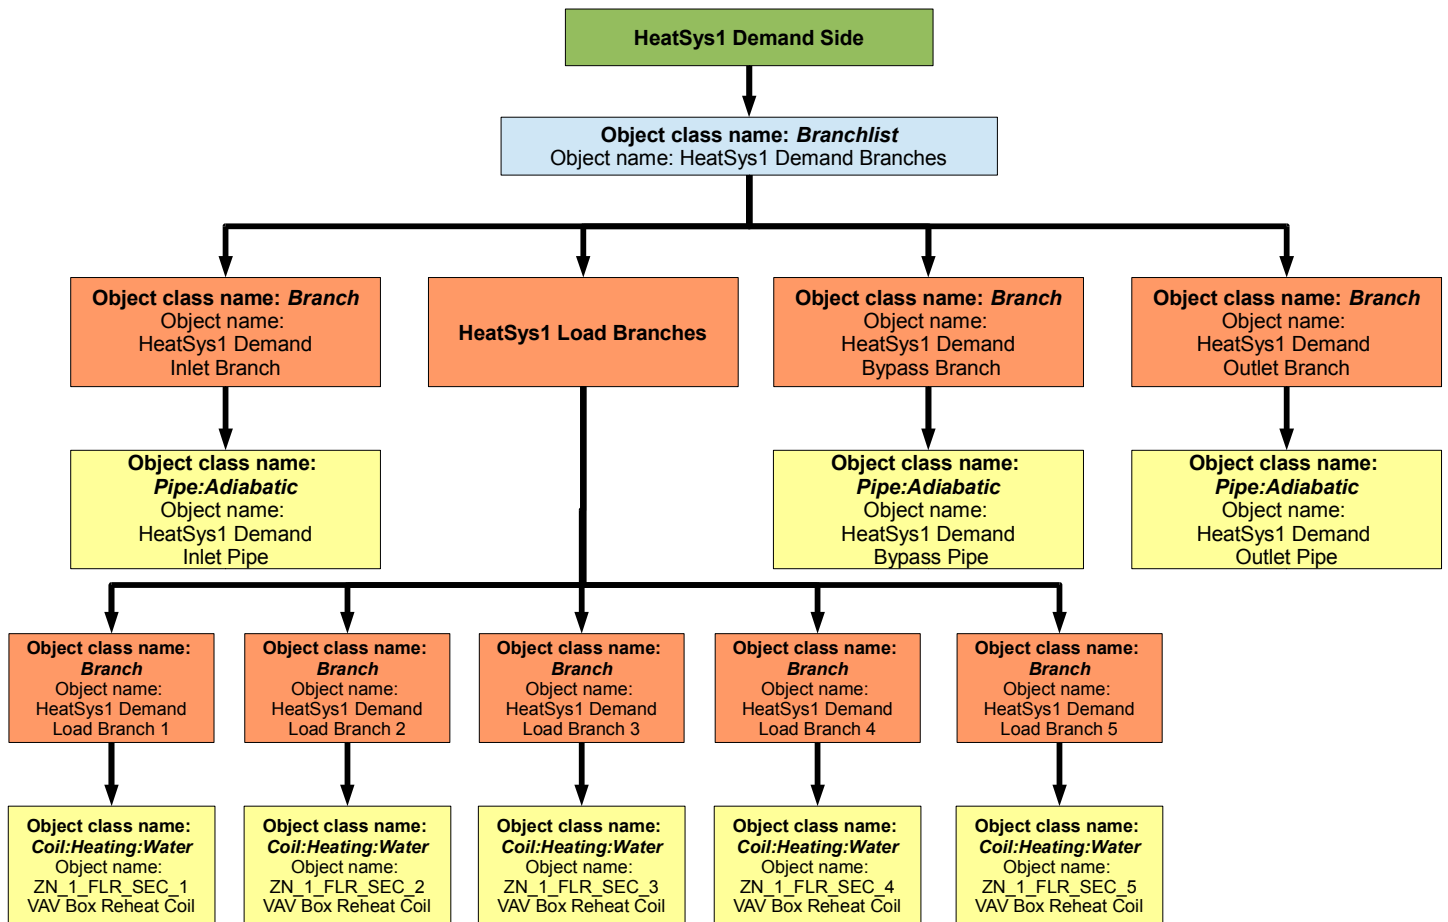 HeatSys1 Demand Side
Object class name: Branchlist
Object name: HeatSys1 Demand Branches
Object class name: Branch
Object name:
HeatSys1 Demand
Inlet Branch
HeatSys1 Load Branches
Object class name: Branch
Object name:
HeatSys1 Demand
Bypass Branch
Object class name: Branch
Object name:
HeatSys1 Demand
Outlet Branch
Object class name:
Pipe:Adiabatic
Object name:
HeatSys1 Demand
Inlet Pipe
Object class name:
Pipe:Adiabatic
Object name:
HeatSys1 Demand
Bypass Pipe
Object class name:
Pipe:Adiabatic
Object name:
HeatSys1 Demand
Outlet Pipe
Object class name:
Branch
Object name:
HeatSys1 Demand
Load Branch 1
Object class name:
Branch
Object name:
HeatSys1 Demand
Load Branch 2
Object class name:
Branch
Object name:
HeatSys1 Demand
Load Branch 3
Object class name:
Branch
Object name:
HeatSys1 Demand
Load Branch 4
Object class name:
Branch
Object name:
HeatSys1 Demand
Load Branch 5
Object class name:
Coil:Heating:Water
Object name:
ZN_1_FLR_SEC_1
VAV Box Reheat Coil
Object class name:
Coil:Heating:Water
Object name:
ZN_1_FLR_SEC_2
VAV Box Reheat Coil
Object class name:
Coil:Heating:Water
Object name:
ZN_1_FLR_SEC_3
VAV Box Reheat Coil
Object class name:
Coil:Heating:Water
Object name:
ZN_1_FLR_SEC_4
VAV Box Reheat Coil
Object class name:
Coil:Heating:Water
Object name:
ZN_1_FLR_SEC_5
VAV Box Reheat Coil